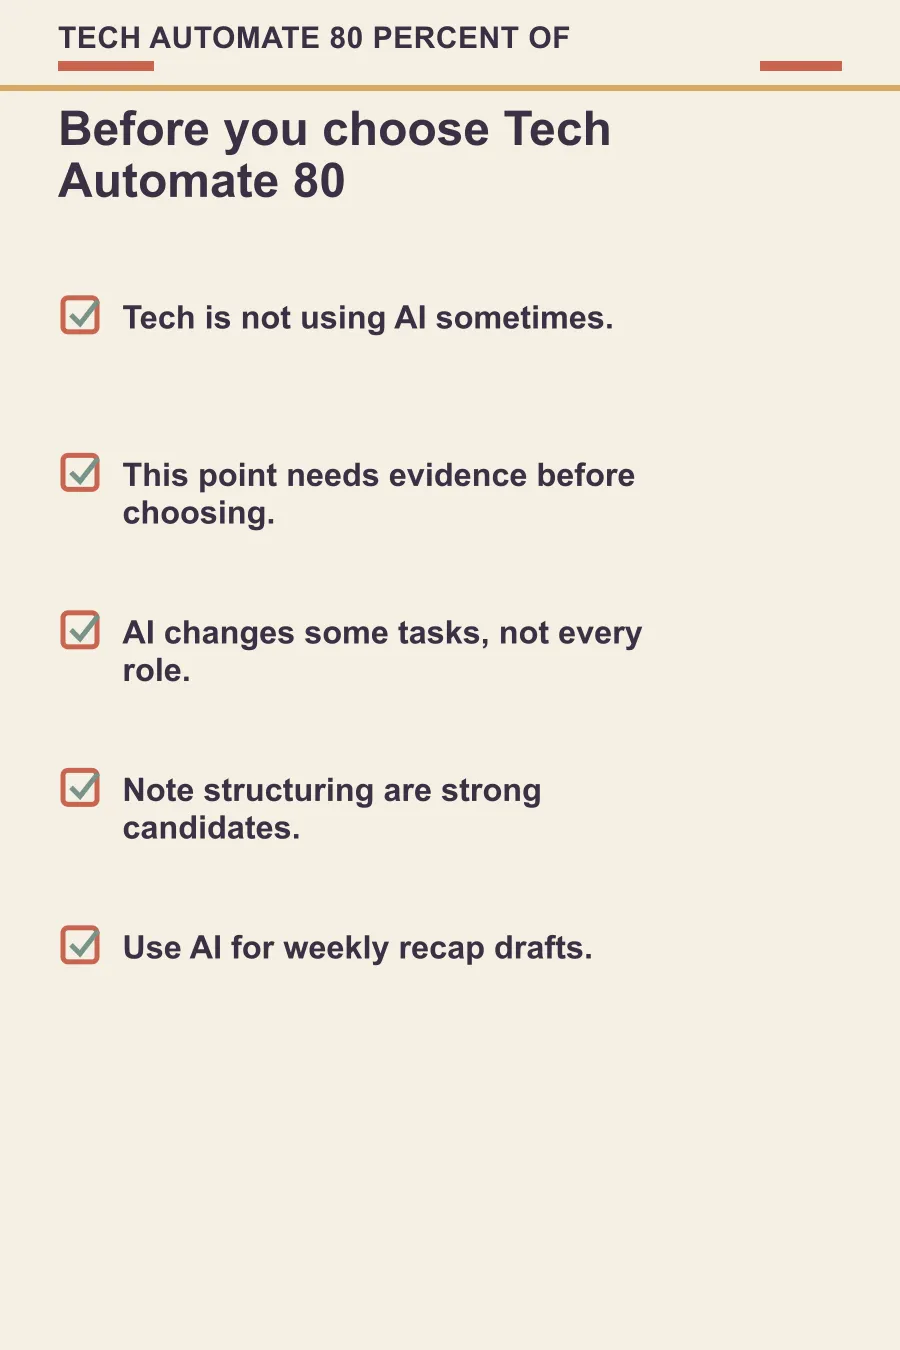 TECH AUTOMATE 80 PERCENT OF
Before you choose Tech
Automate 80
Tech is not using AI sometimes.
This point needs evidence before
choosing.
AI changes some tasks, not every
role.
Note structuring are strong
candidates.
Use AI for weekly recap drafts.